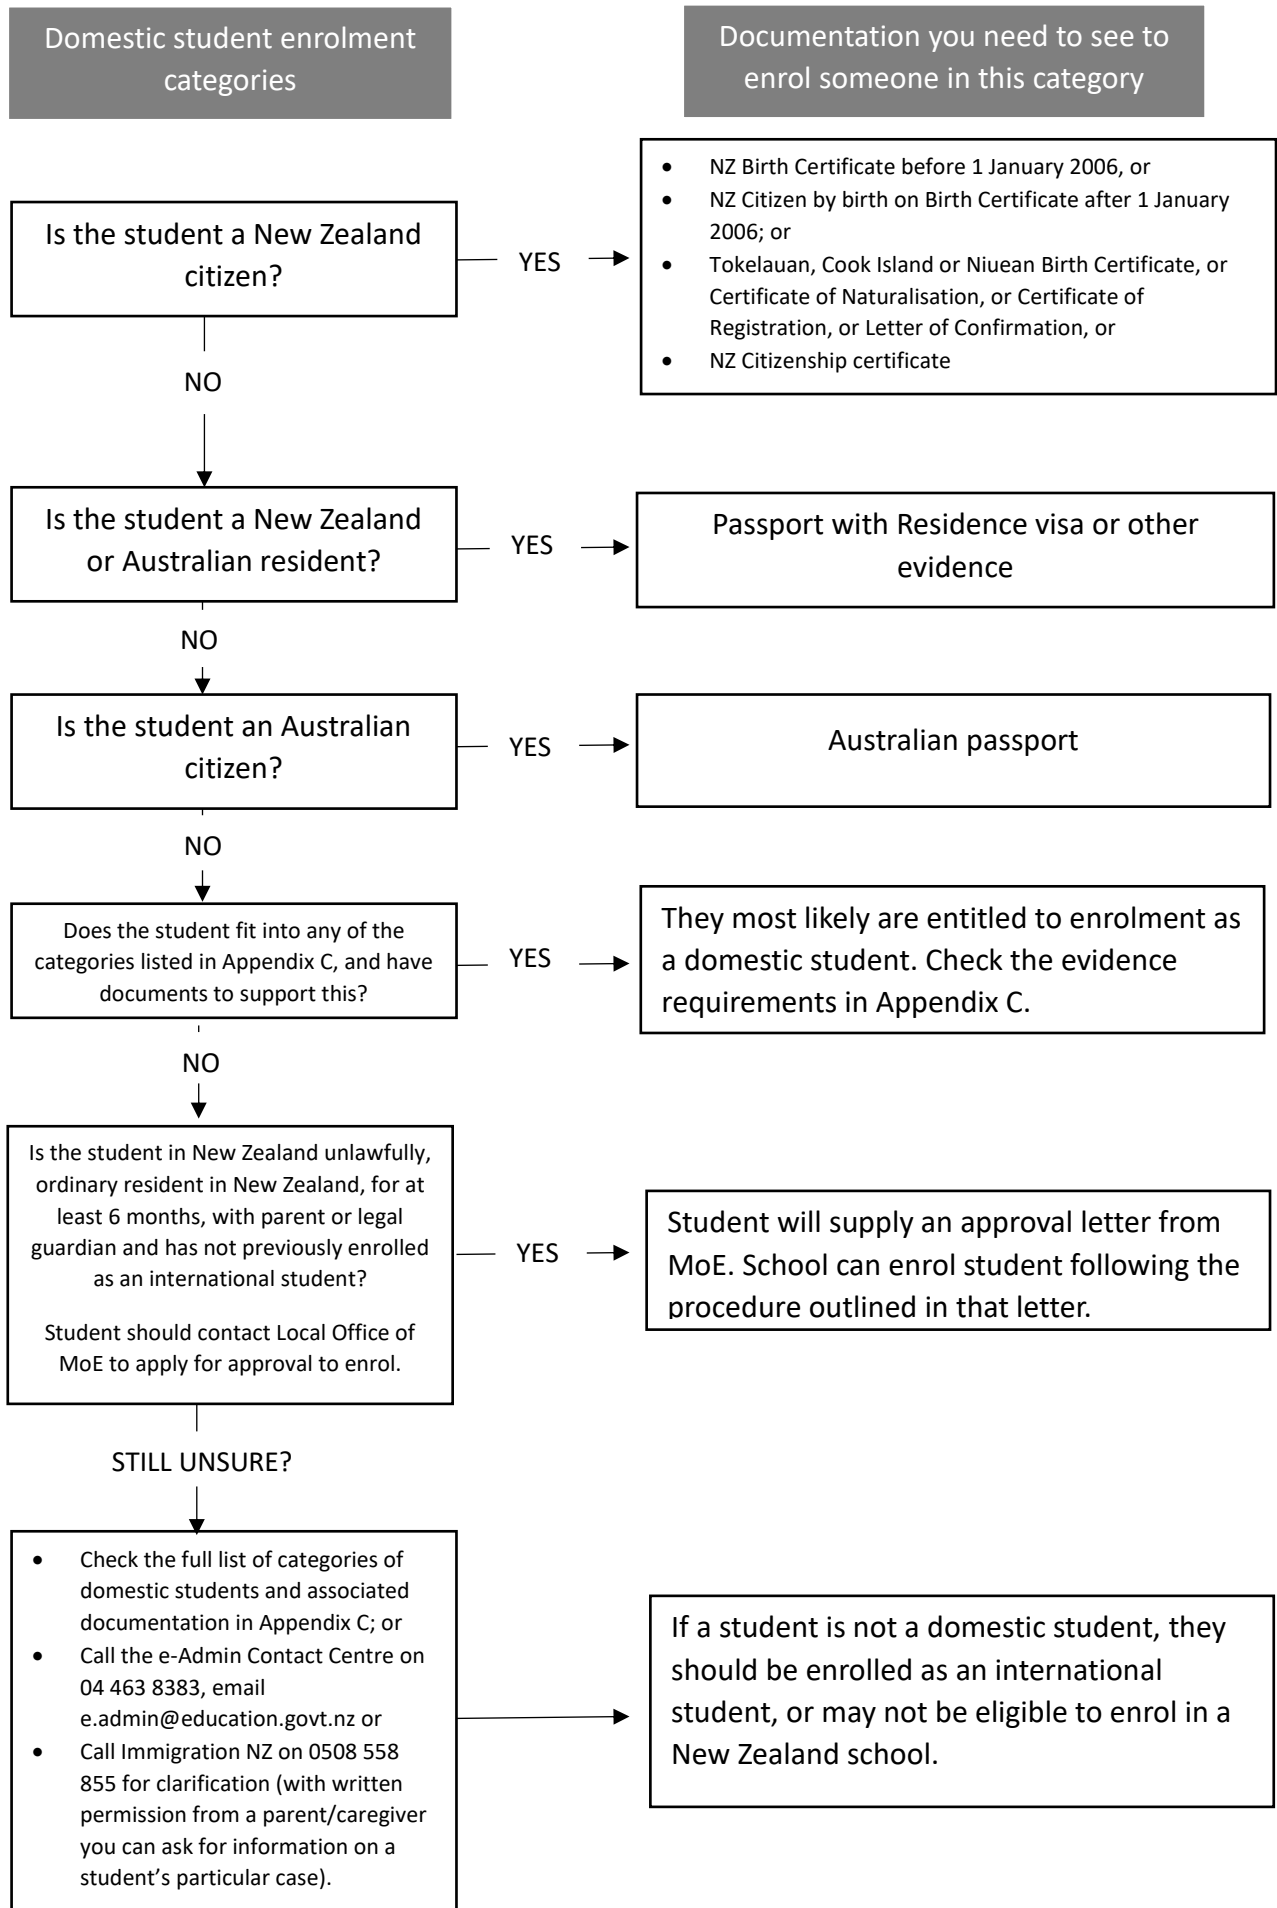 Domestic student enrolment
categories
Documentation you need to see to
enrol someone in this category
Is the student a New Zealand
citizen?
YES
• NZ Birth Certificate before 1 January 2006, or
• NZ Citizen by birth on Birth Certificate after 1 January
2006; or
• Tokelauan, Cook Island or Niuean Birth Certificate, or
Certificate of Naturalisation, or Certificate of
Registration, or Letter of Confirmation, or
• NZ Citizenship certificate
NO
Is the student a New Zealand
or Australian resident?
YES
Passport with Residence visa or other
evidence
NO
Is the student an Australian
citizen?
YES
Australian passport
NO
Does the student fit into any of the
categories listed in Appendix C, and have
documents to support this?
YES
They most likely are entitled to enrolment as
a domestic student. Check the evidence
requirements in Appendix C.
NO
Is the student in New Zealand unlawfully,
ordinary resident in New Zealand, for at
least 6 months, with parent or legal
guardian and has not previously enrolled
as an international student?
Student should contact Local Office of
MoE to apply for approval to enrol.
YES
Student will supply an approval letter from
MoE. School can enrol student following the
procedure outlined in that letter.
STILL UNSURE?
• Check the full list of categories of
domestic students and associated
documentation in Appendix C; or
• Call the e-Admin Contact Centre on
04 463 8383, email
e.admin@education.govt.nz or
• Call Immigration NZ on 0508 558
855 for clarification (with written
permission from a parent/caregiver
you can ask for information on a
student’s particular case).
If a student is not a domestic student, they
should be enrolled as an international
student, or may not be eligible to enrol in a
New Zealand school.